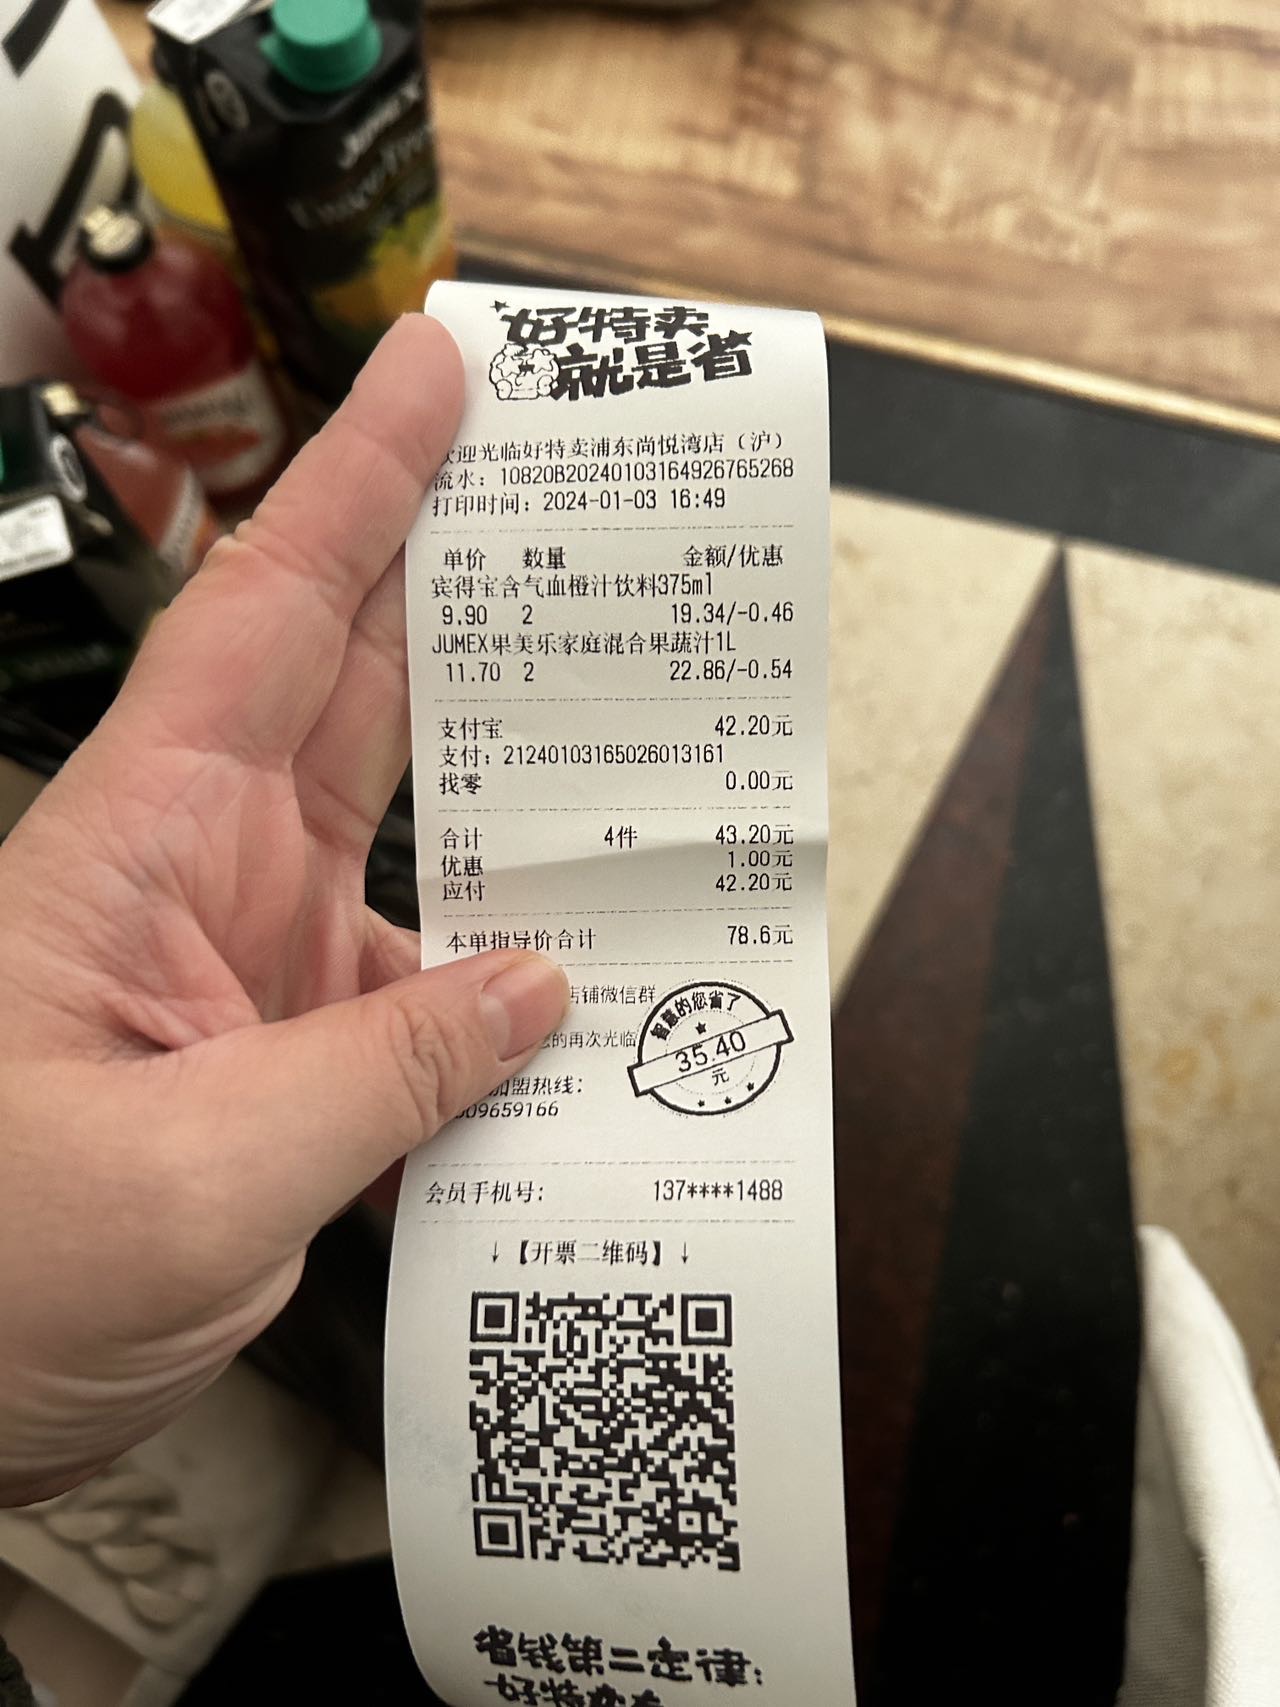 JUMEX
好特卖
就是省
迎光临好特卖浦东尚悦湾店（沪）
流水：10820B20240103164926765268
打印时间：2024-01-03 16:49
单价 数量 金额/优惠
宾得宝含气血橙汁饮料375ml
9.90 2 19.34/-0.46
JUMEX果美乐家庭混合果蔬汁1L
11.70 2 22.86/-0.54
支付宝 42.20元
支付：21240103165026013161
找零 0.00元
合计 4件 43.20元
优惠 1.00元
应付 42.20元
本单指导价合计 78.6元
店铺微信群
的再次光临
加盟热线：
09659166
智慧的您省了
35.40
元
会员手机号： 137****1488
↓【开票二维码】↓
省钱第二定律：
好特卖